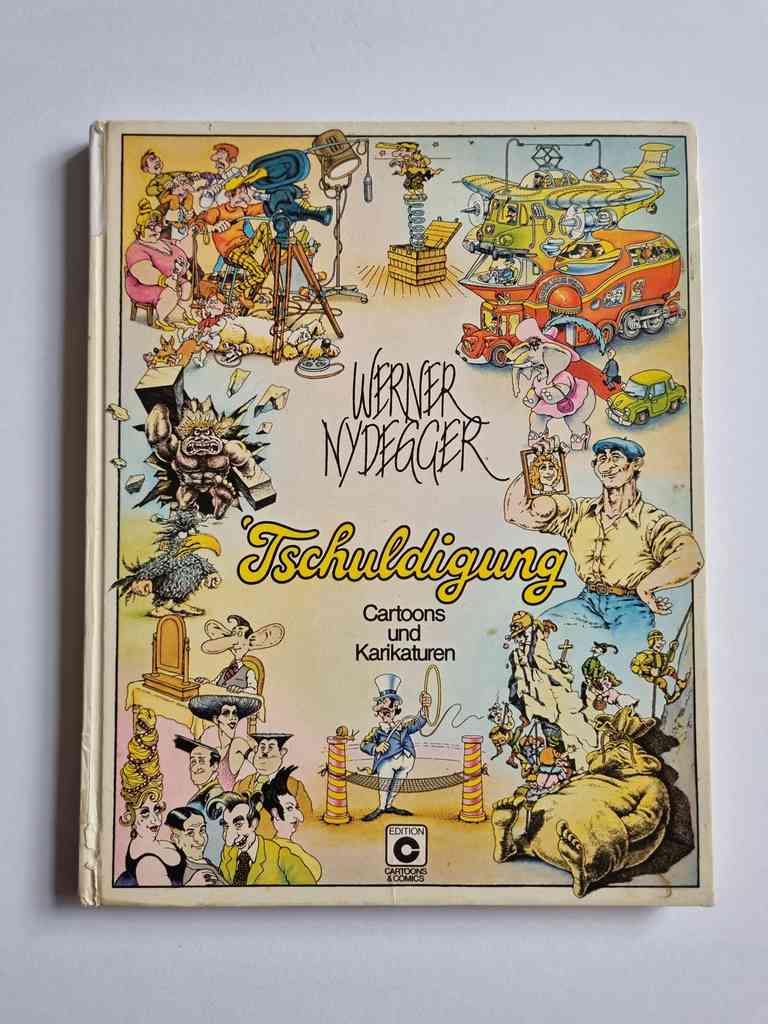 WERNER
NYDEGGER
'Tschuldigung
Cartoons
und
Karikaturen
EDITION
C
CARTOONS
& COMICS